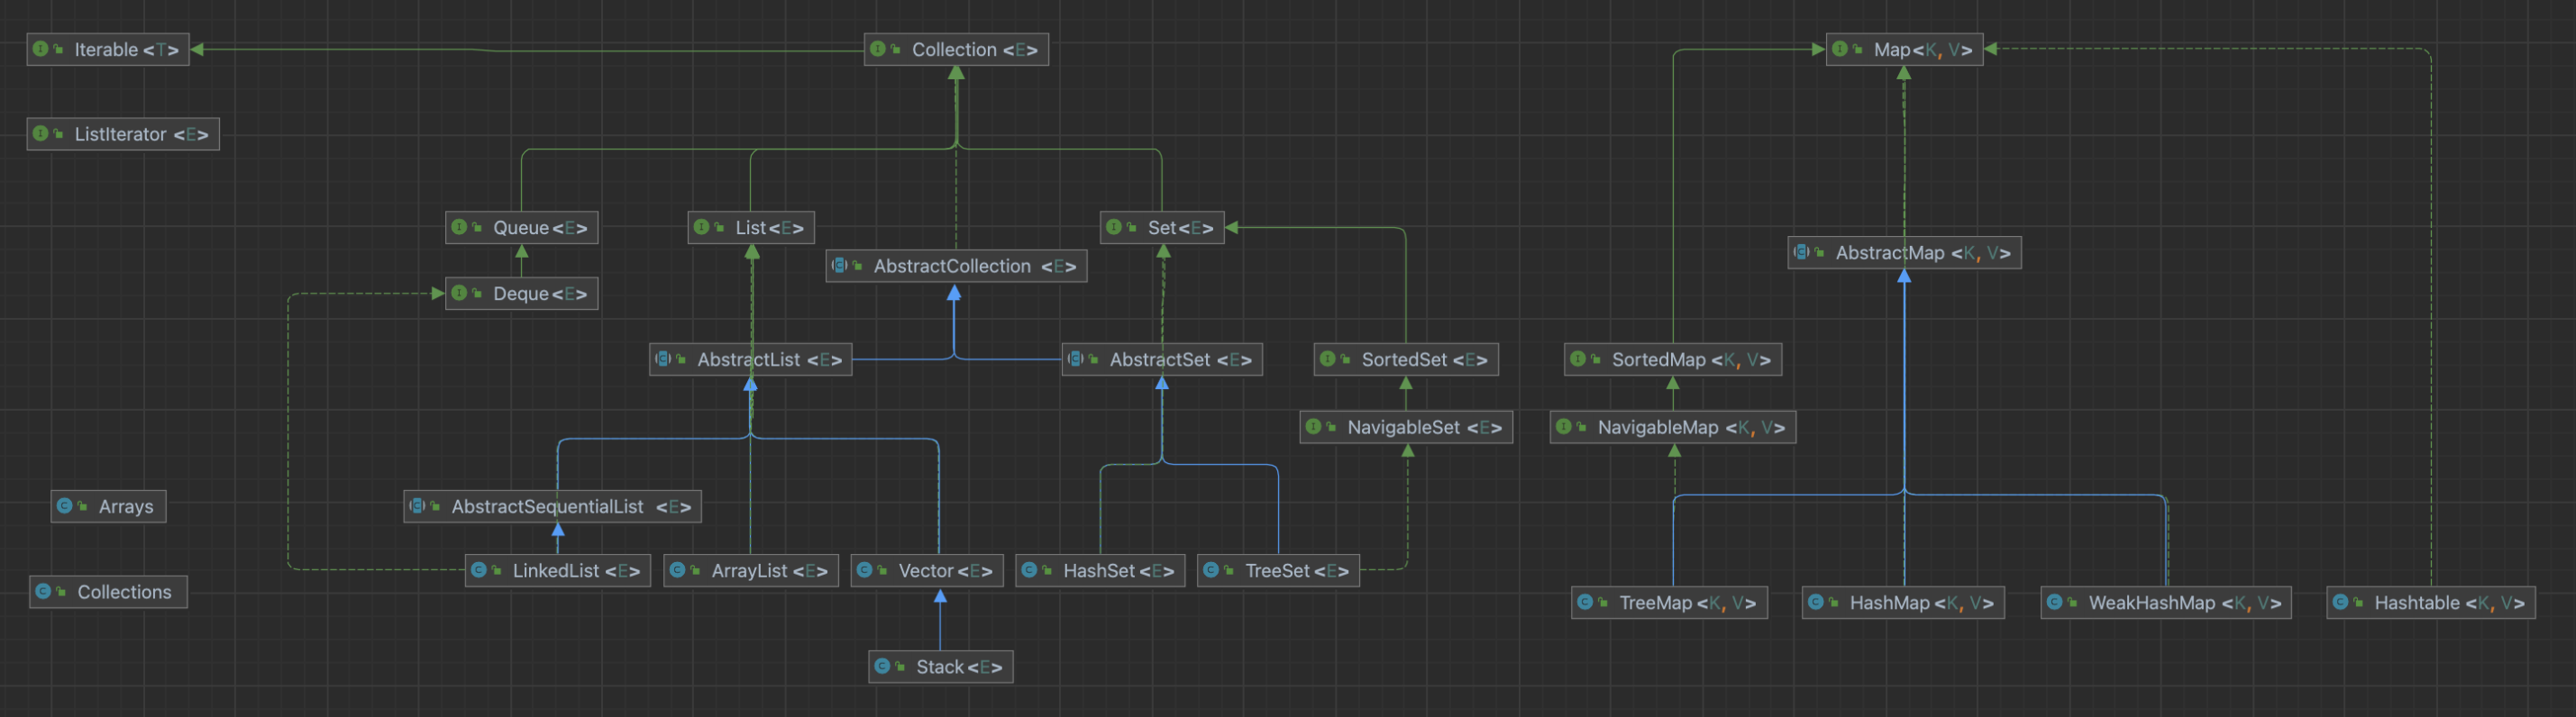 Iterable <T>
Collection <E>
Map<K, V>
ListIterator <E>
Queue<E>
List<E>
Set<E>
AbstractCollection <E>
AbstractMap <K, V>
Deque<E>
AbstractList <E>
AbstractSet <E>
SortedSet <E>
SortedMap <K, V>
NavigableSet <E>
NavigableMap <K, V>
Arrays
AbstractSequentialList <E>
LinkedList <E>
ArrayList <E>
Vector<E>
HashSet <E>
TreeSet <E>
Collections
TreeMap <K, V>
HashMap <K, V>
WeakHashMap <K, V>
Hashtable <K, V>
Stack<E>